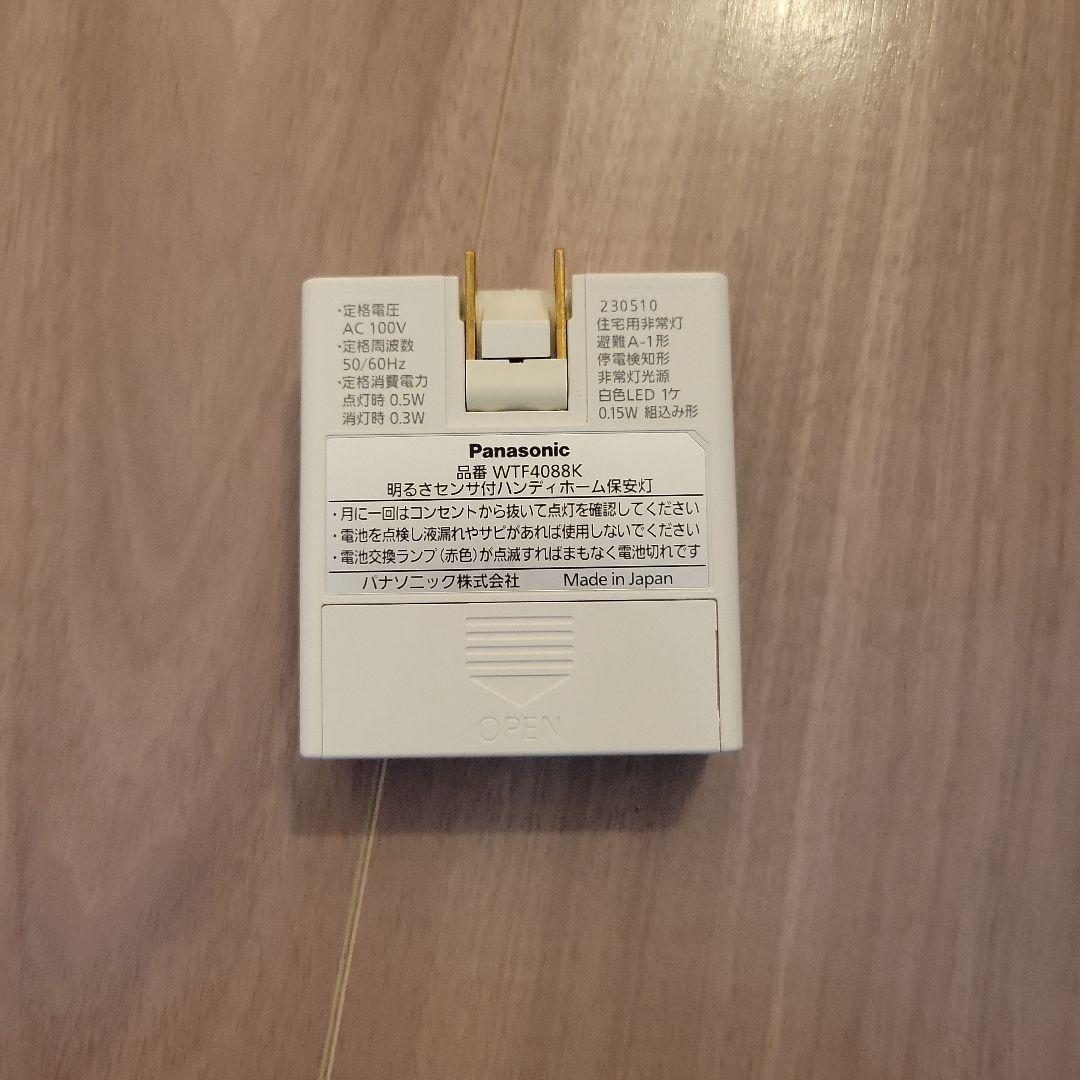 ・定格電圧
AC 100V
・定格周波数
50/60Hz
・定格消費電力
点灯時 0.5W
消灯時 0.3W
230510
住宅用非常灯
避難A-1形
停電検知形
非常灯光源
白色LED 1ケ
0.15W 組込み形
Panasonic
品番 WTF4088K
明るさセンサ付ハンディホーム保安灯
・月に一回はコンセントから抜いて点灯を確認してください
・電池を点検し液漏れやサビがあれば使用しないでください
・電池交換ランプ(赤色)が点滅すればまもなく電池切れです
パナソニック株式会社 Made in Japan
OPEN